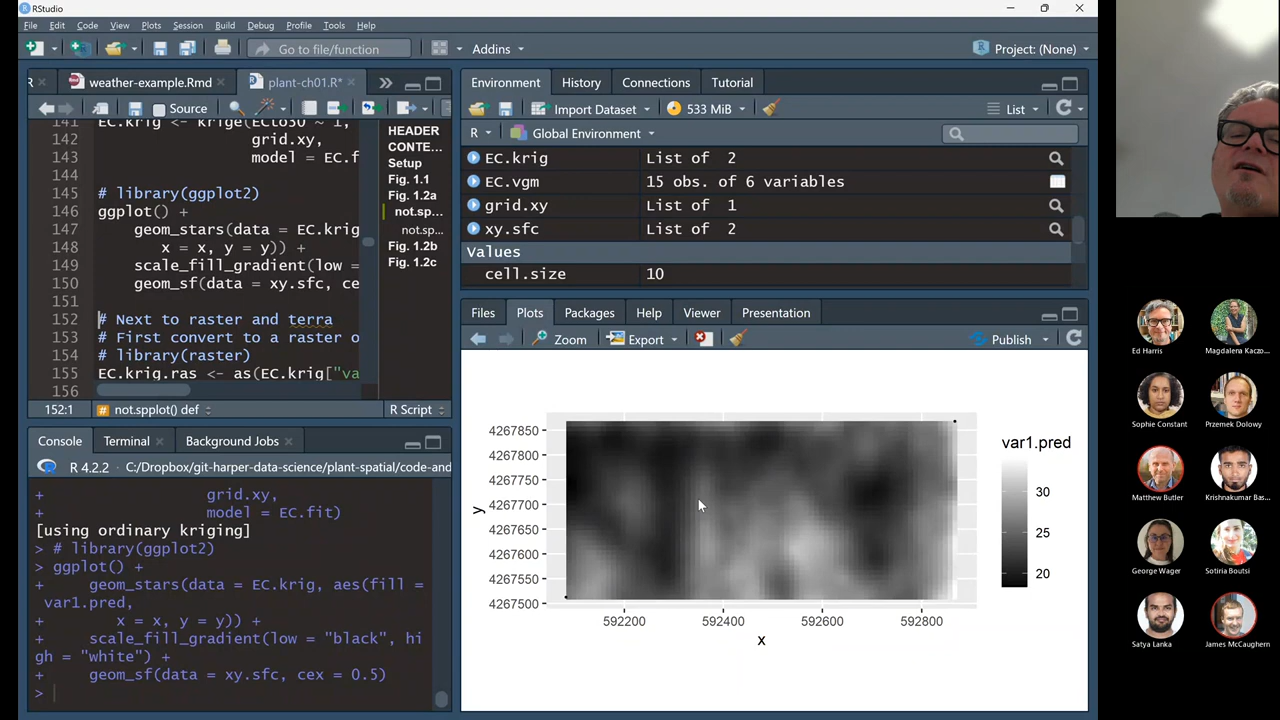 RStudio
File Edit Code View Plots Session Build Debug Profile Tools Help
Go to file/function
Addins
Project: (None)
R
weather-example.Rmd
plant-ch01.R*
Source
141 EC.krig <- krige(ECto30 ~ 1,
142 grid.xy,
143 model = EC.f
144
145 # library(ggplot2)
146 ggplot() +
147 geom_stars(data = EC.krig
148 x = x, y = y)) +
149 scale_fill_gradient(low =
150 geom_sf(data = xy.sfc, ce
151
152 # Next to raster and terra
153 # First convert to a raster o
154 # library(raster)
155 EC.krig.ras <- as(EC.krig["va
156
HEADER
CONTE...
Setup
Fig. 1.1
Fig. 1.2a
not.sp...
not.sp...
Fig. 1.2b
Fig. 1.2c
152:1
not.spplot() def
R Script
Console
Terminal
Background Jobs
R 4.2.2 · C:/Dropbox/git-harper-data-science/plant-spatial/code-and
+ grid.xy,
+ model = EC.fit)
[using ordinary kriging]
> # library(ggplot2)
> ggplot() +
+ geom_stars(data = EC.krig, aes(fill =
var1.pred,
+ x = x, y = y)) +
+ scale_fill_gradient(low = "black", hi
gh = "white") +
+ geom_sf(data = xy.sfc, cex = 0.5)
>
Environment
History
Connections
Tutorial
Import Dataset
533 MiB
List
R
Global Environment
EC.krig List of 2
EC.vgm 15 obs. of 6 variables
grid.xy List of 1
xy.sfc List of 2
Values
cell.size 10
Files
Plots
Packages
Help
Viewer
Presentation
Zoom
Export
Publish
y
4267850
4267800
4267750
4267700
4267650
4267600
4267550
4267500
592200
592400
592600
592800
x
var1.pred
30
25
20
Ed Harris
Magdalena Kaczo...
Sophie Constant
Przemek Dolowy
Matthew Butler
Krishnakumar Bas...
George Wager
Sotiria Boutsi
Satya Lanka
James McCaughern